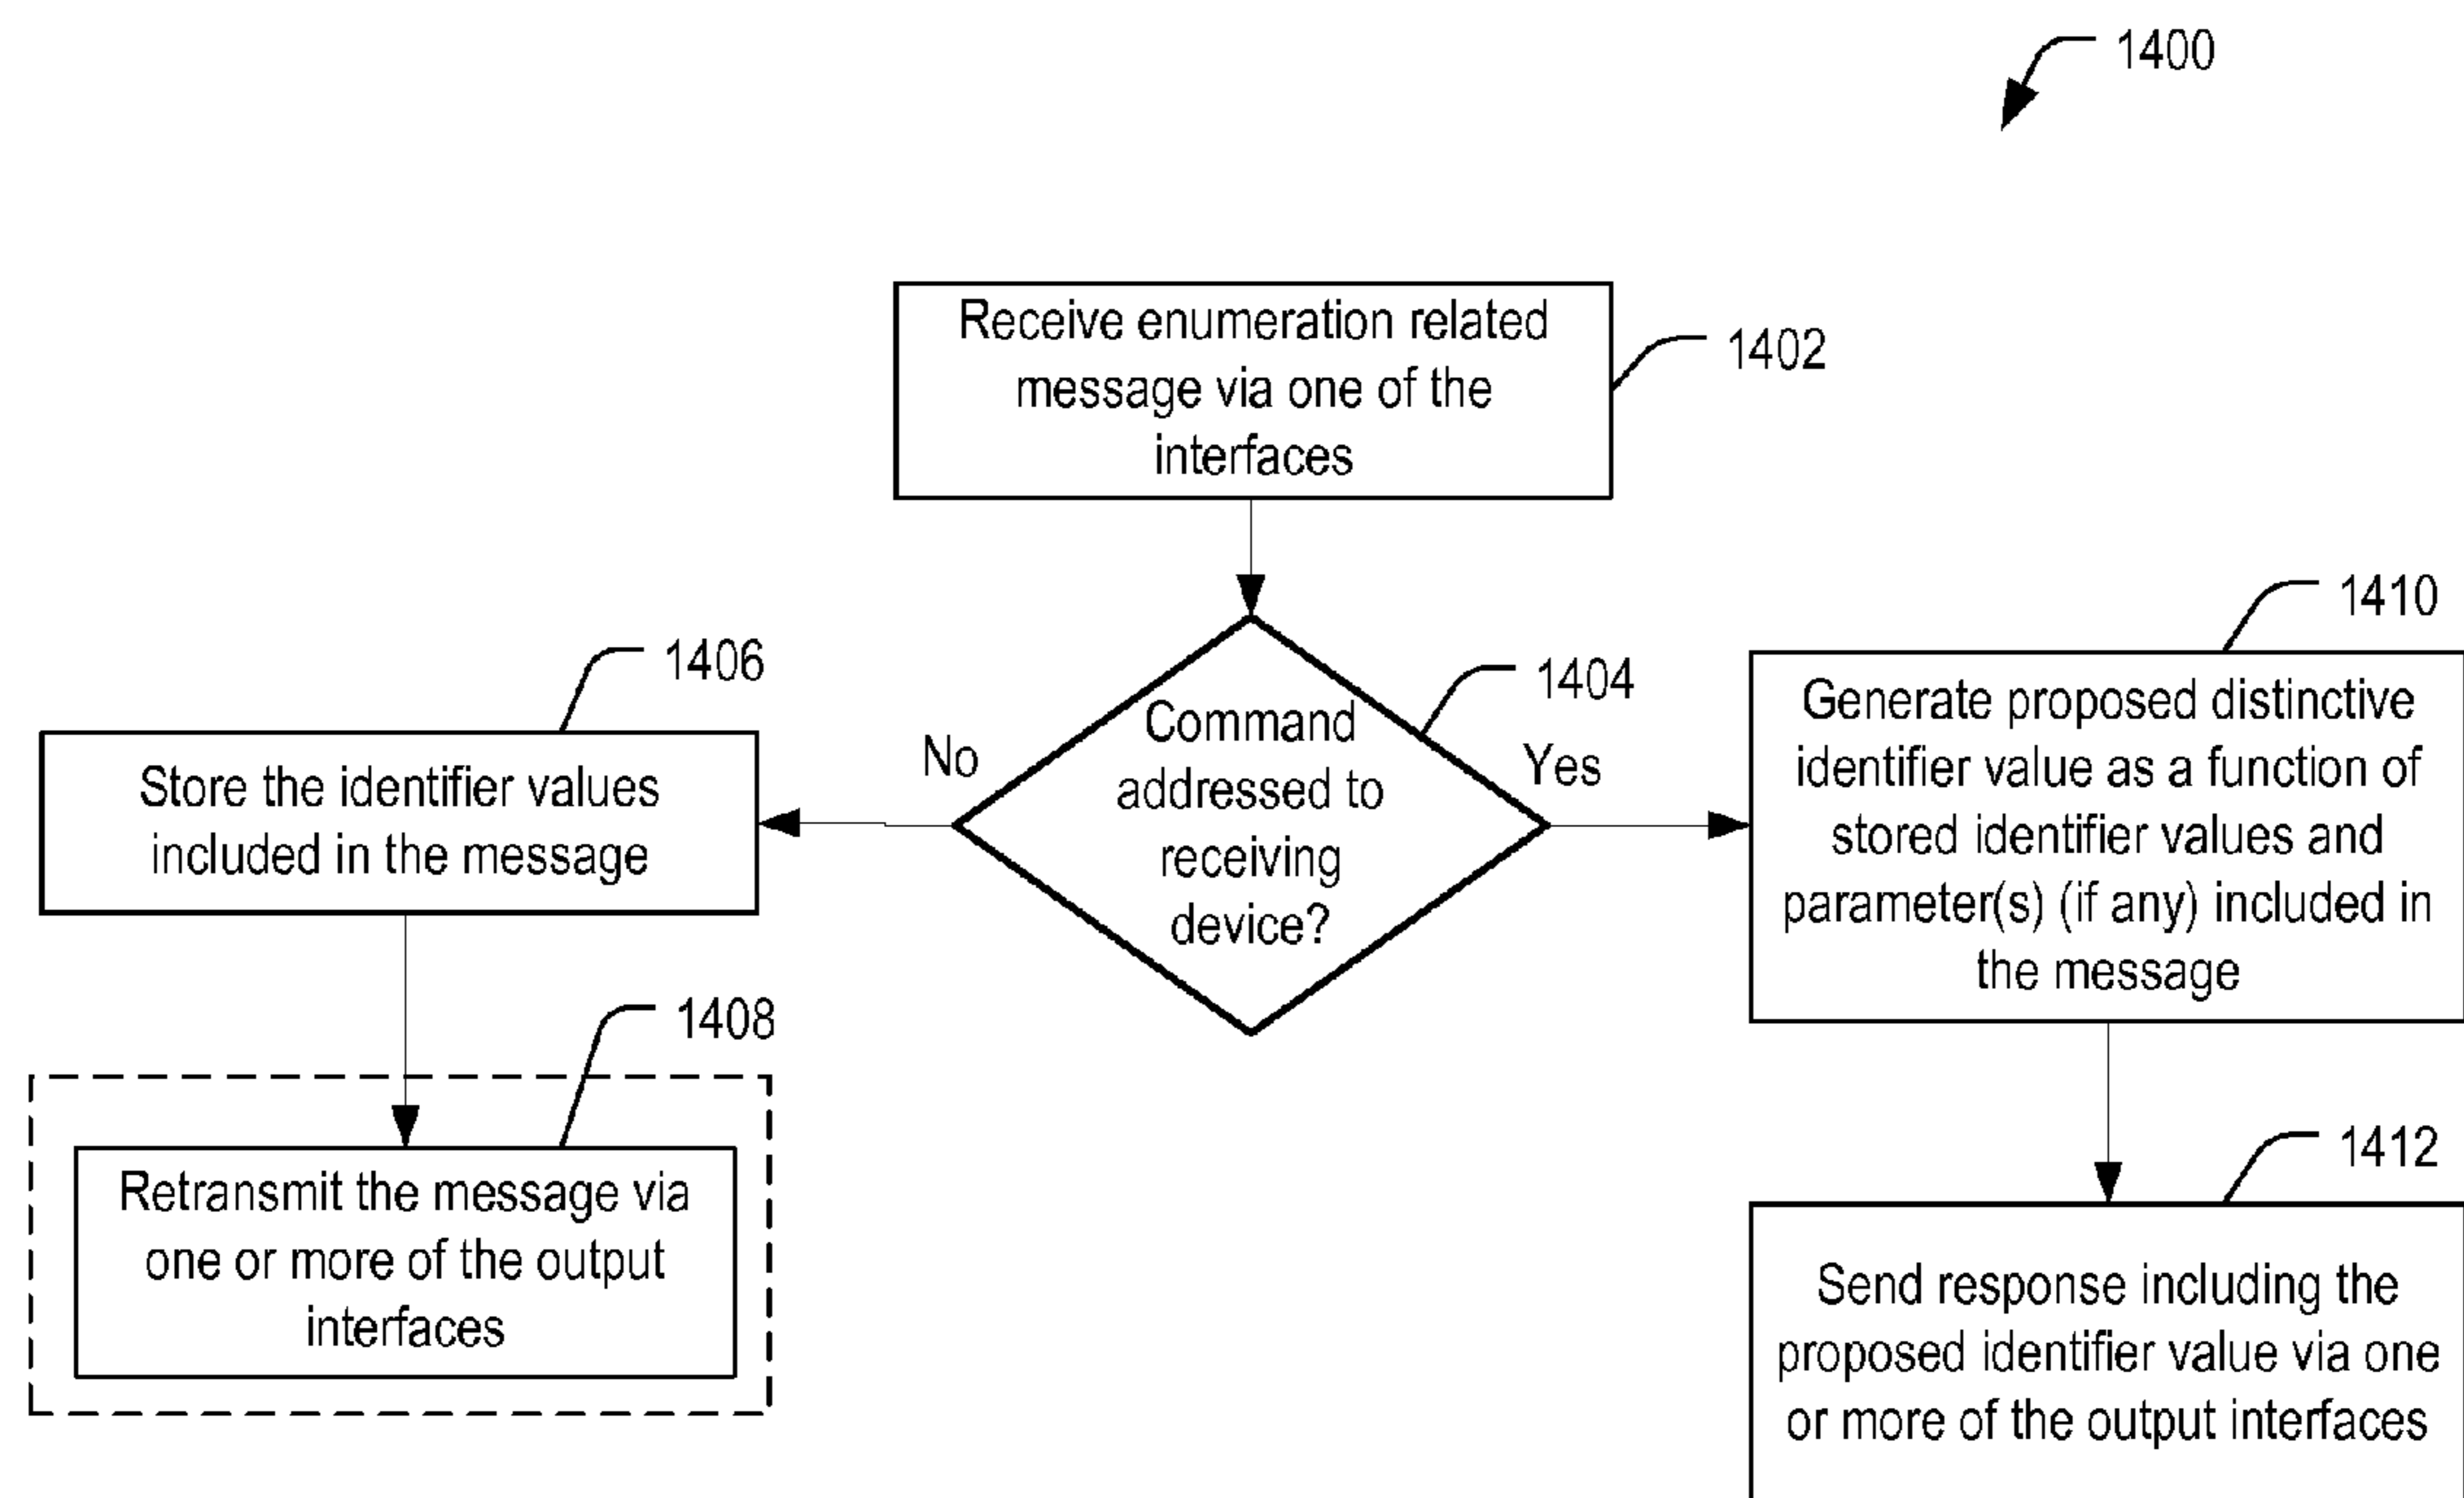 1400
Receive enumeration related
message via one of the
interfaces
1402
Command
addressed to
receiving
device?
1404
No
Yes
Store the identifier values
included in the message
1406
Retransmit the message via
one or more of the output
interfaces
1408
Generate proposed distinctive
identifier value as a function of
stored identifier values and
parameter(s) (if any) included in
the message
1410
Send response including the
proposed identifier value via one
or more of the output interfaces
1412